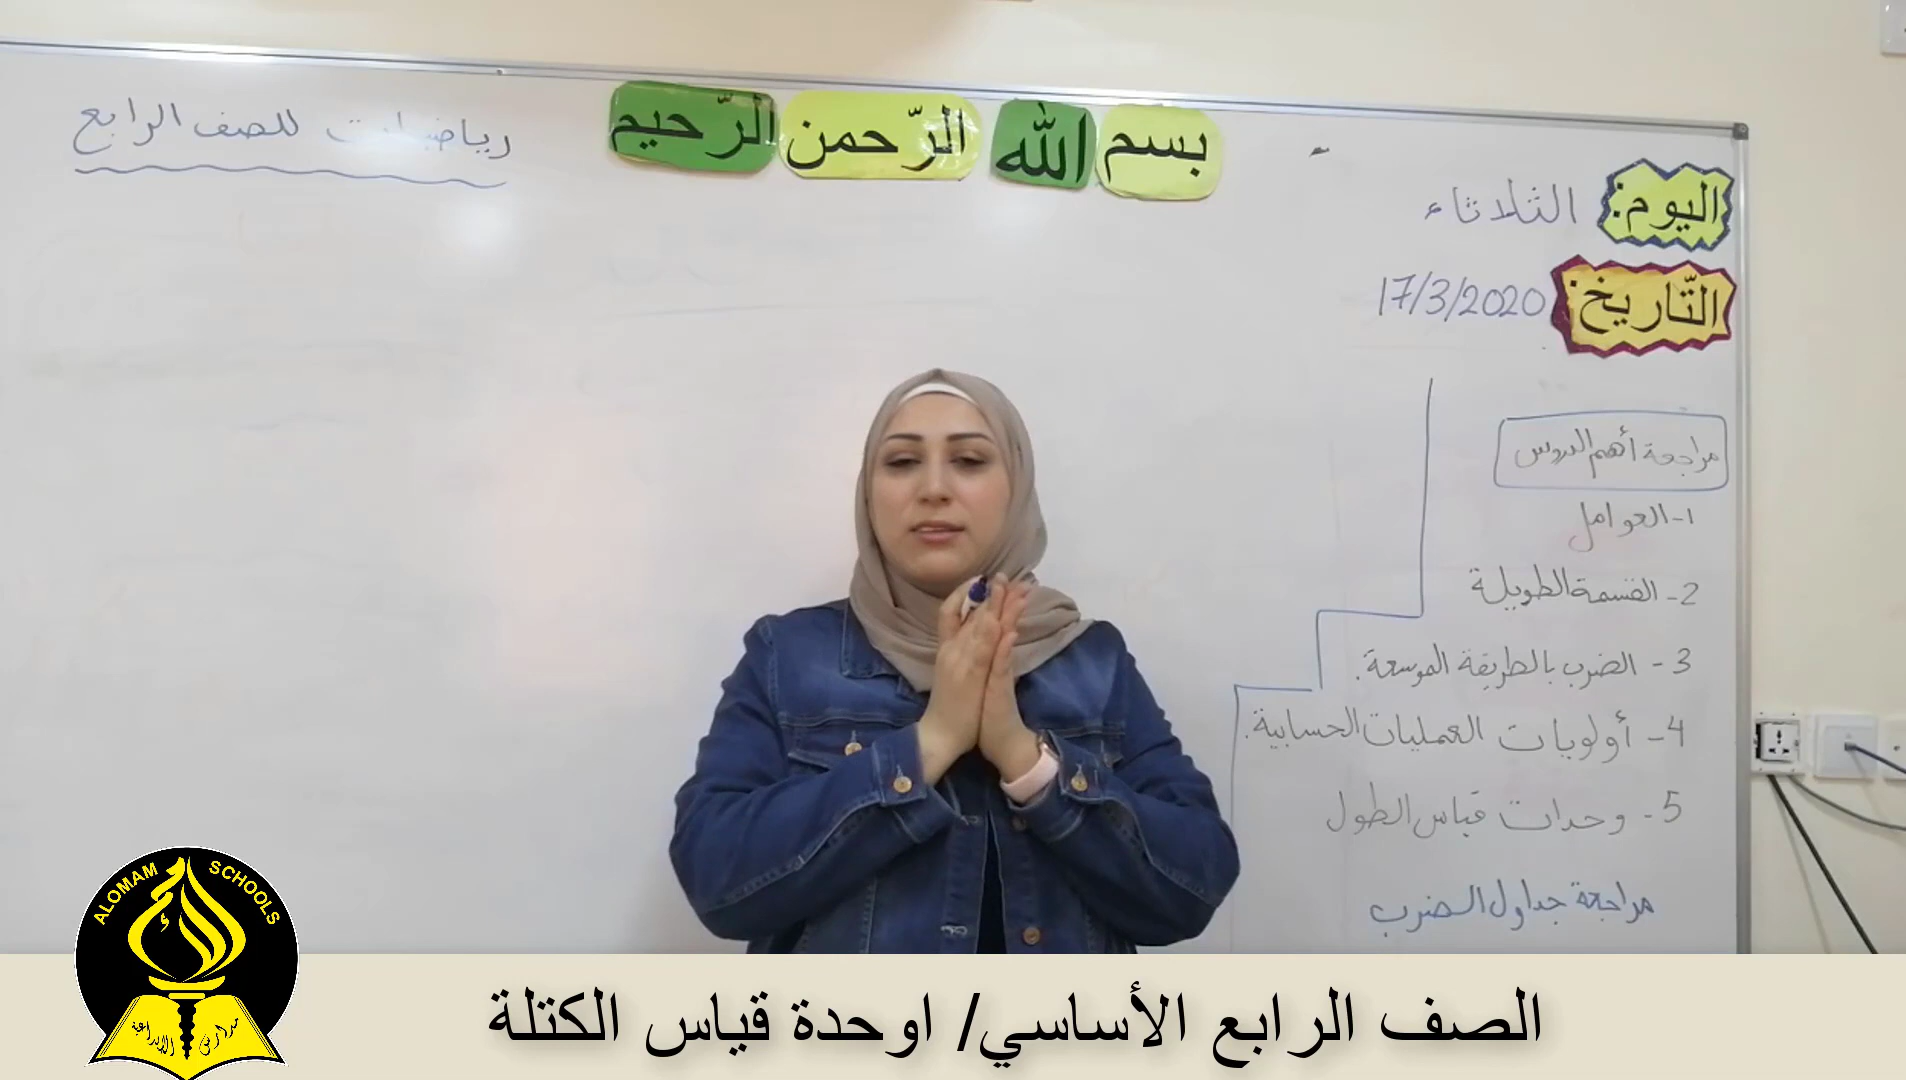 بسم الله الرّحمن الرّحيم
رياضيات للصف الرابع
اليوم: الثلاثاء
التّاريخ: 17/3/2020
مراجعة أهم الدروس
1- العوامل
2- القسمة الطويلة
3- الضرب بالطريقة الموسعة.
4- أولويات العمليات الحسابية.
5- وحدات قياس الطول
مراجعة جداول الضرب
ALOMAM SCHOOLS
الصف الرابع الأساسي/ اوحدة قياس الكتلة